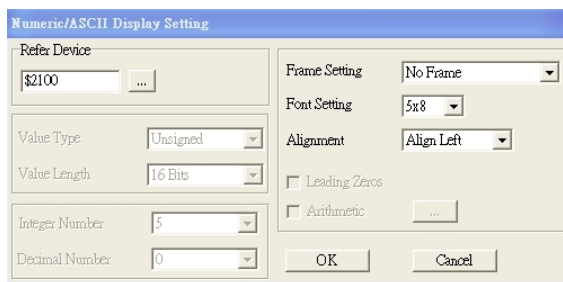 Numeric/ASCII Display Setting
Refer Device
$2100
...
Value Type
Unsigned
Value Length
16 Bits
Integer Number
5
Decimal Number
0
Frame Setting
No Frame
Font Setting
5x8
Alignment
Align Left
Leading Zeros
Arithmetic
...
OK
Cancel